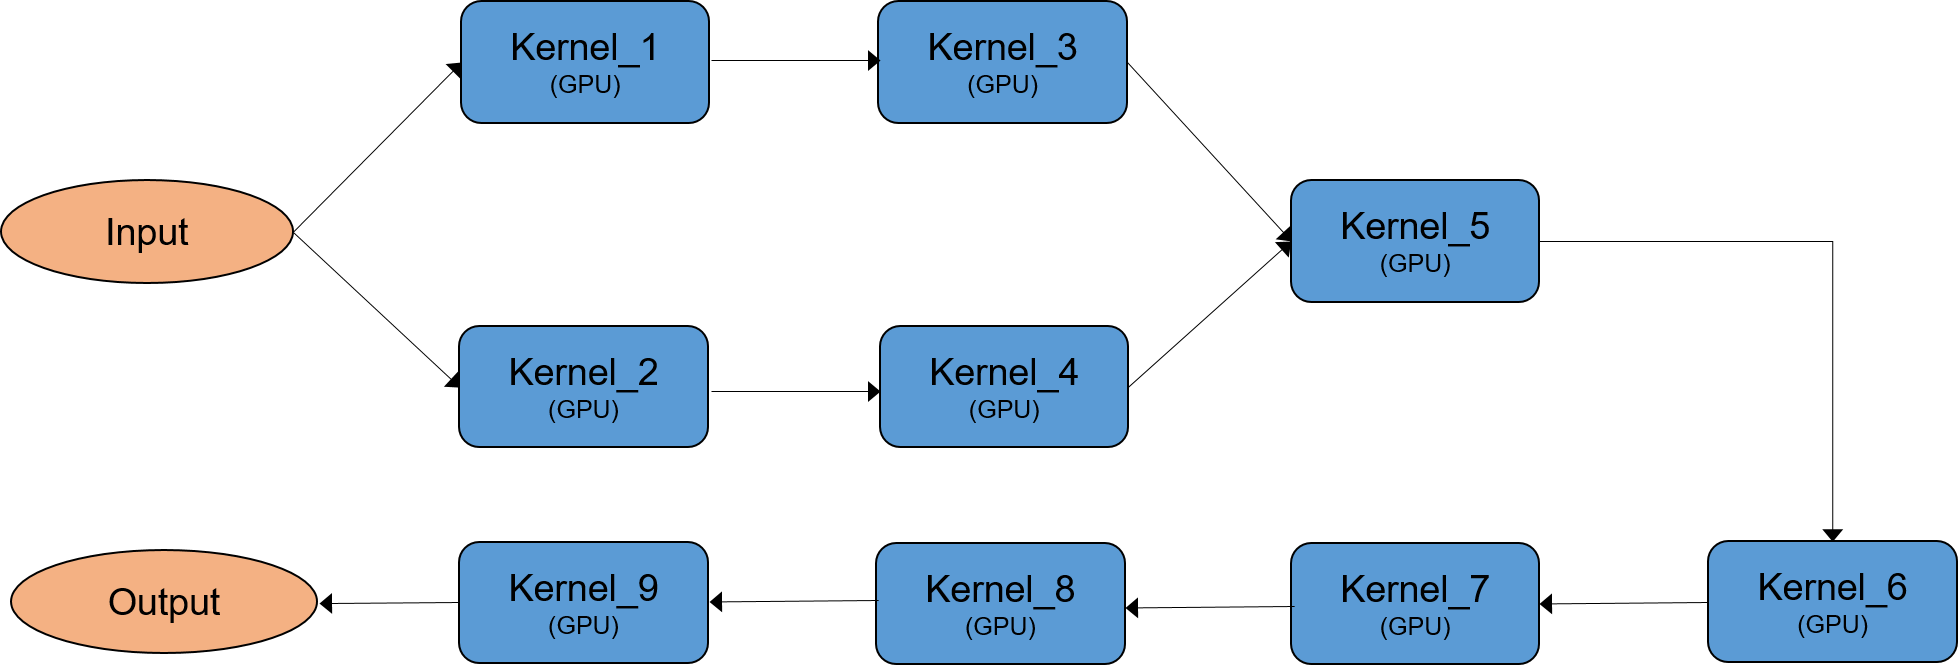 Kernel_1
(GPU)
Kernel_3
(GPU)
Input
Kernel_5
(GPU)
Kernel_2
(GPU)
Kernel_4
(GPU)
Output
Kernel_9
(GPU)
Kernel_8
(GPU)
Kernel_7
(GPU)
Kernel_6
(GPU)